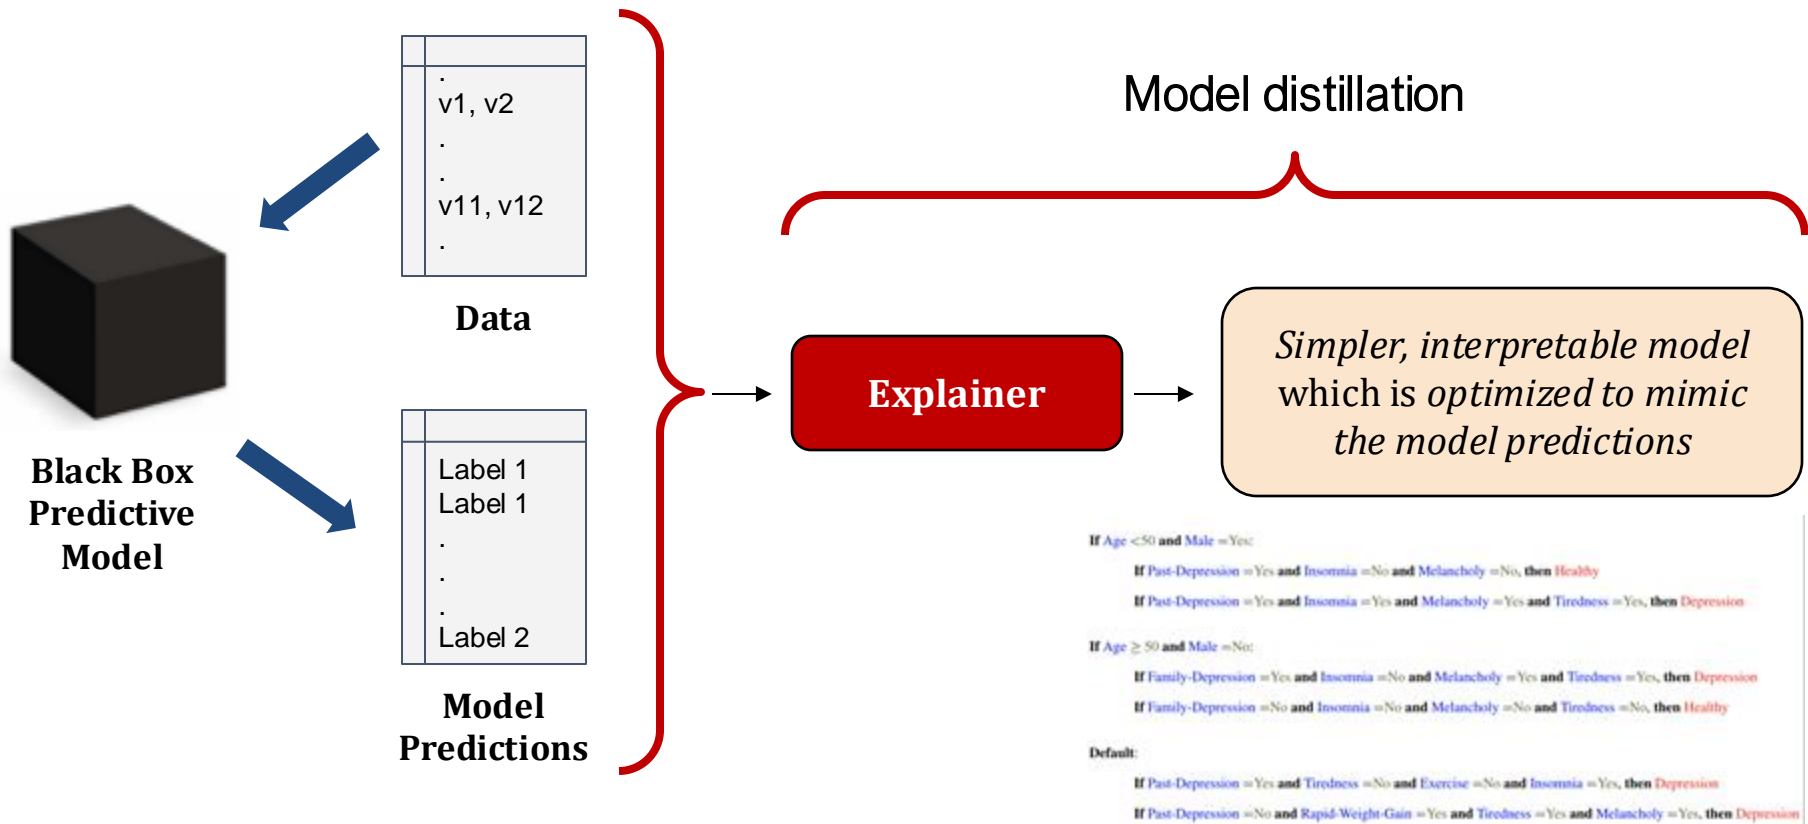 .
v1, v2
.
.
v11, v12
.
Data
Black Box
Predictive
Model
Label 1
Label 1
.
.
.
Label 2
Model
Predictions
Model distillation
Explainer
Simpler, interpretable model
which is optimized to mimic
the model predictions
If Age <50 and Male =Yes:
If Past-Depression =Yes and Insomnia =No and Melancholy =No, then Healthy
If Past-Depression =Yes and Insomnia =Yes and Melancholy =Yes and Tiredness =Yes, then Depression
If Age ≥ 50 and Male =No:
If Family-Depression =Yes and Insomnia =No and Melancholy =Yes and Tiredness =Yes, then Depression
If Family-Depression =No and Insomnia =No and Melancholy =No and Tiredness =No, then Healthy
Default:
If Past-Depression =Yes and Tiredness =No and Exercise =No and Insomnia =Yes, then Depression
If Past-Depression =No and Rapid-Weight-Gain =Yes and Tiredness =Yes and Melancholy =Yes, then Depression